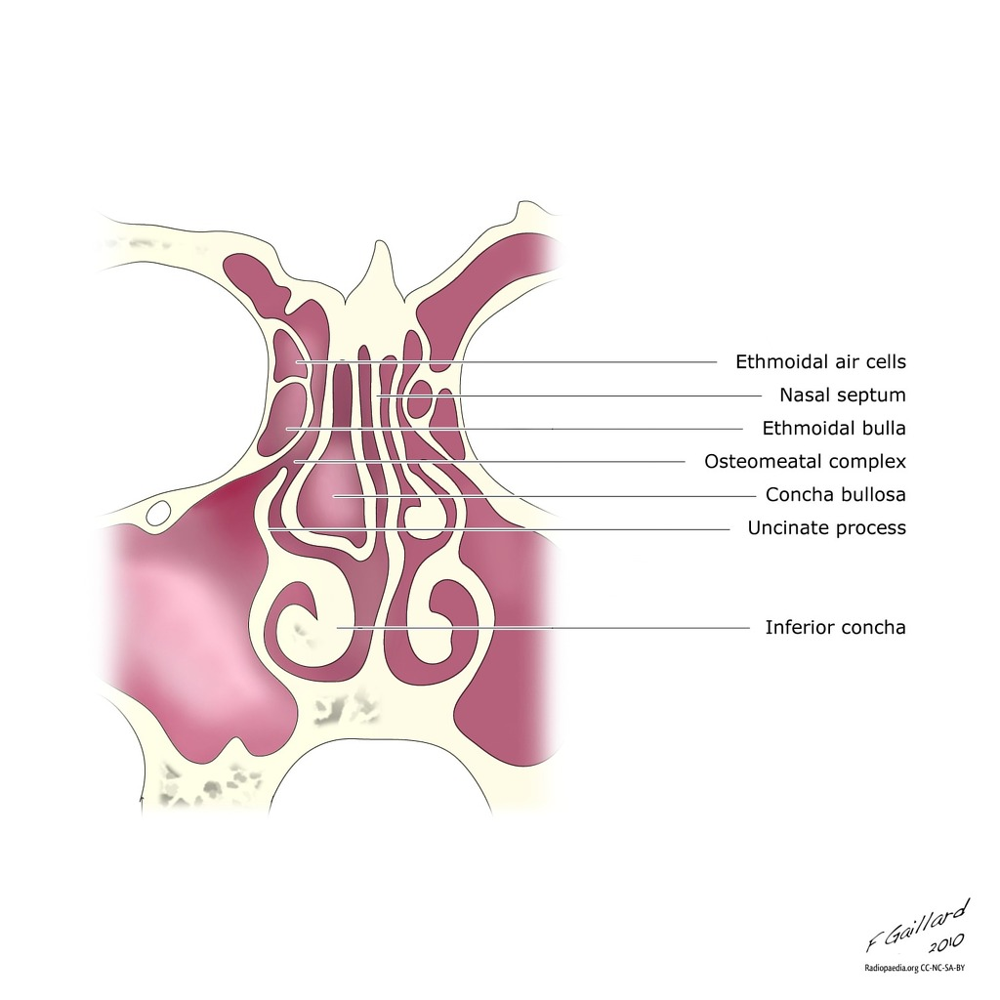 Ethmoidal air cells
Nasal septum
Ethmoidal bulla
Osteomeatal complex
Concha bullosa
Uncinate process
Inferior concha
F Gaillard
2010
Radiopaedia.org CC-NC-SA-BY